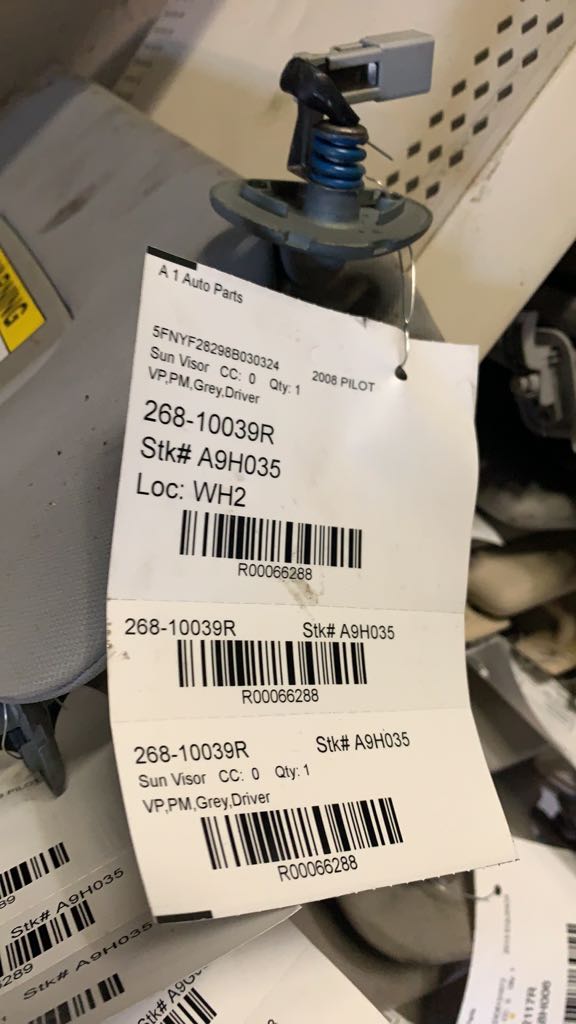 A 1 Auto Parts
5FNYF28298B030324 2008 PILOT
Sun Visor CC: 0 Qty: 1
VP,PM,Grey,Driver
268-10039R
Stk# A9H035
Loc: WH2
R00066288
268-10039R Stk# A9H035
R00066288
268-10039R Stk# A9H035
Sun Visor CC: 0 Qty: 1
VP,PM,Grey,Driver
R00066288
Stk# A9H035
Stk# A9H035